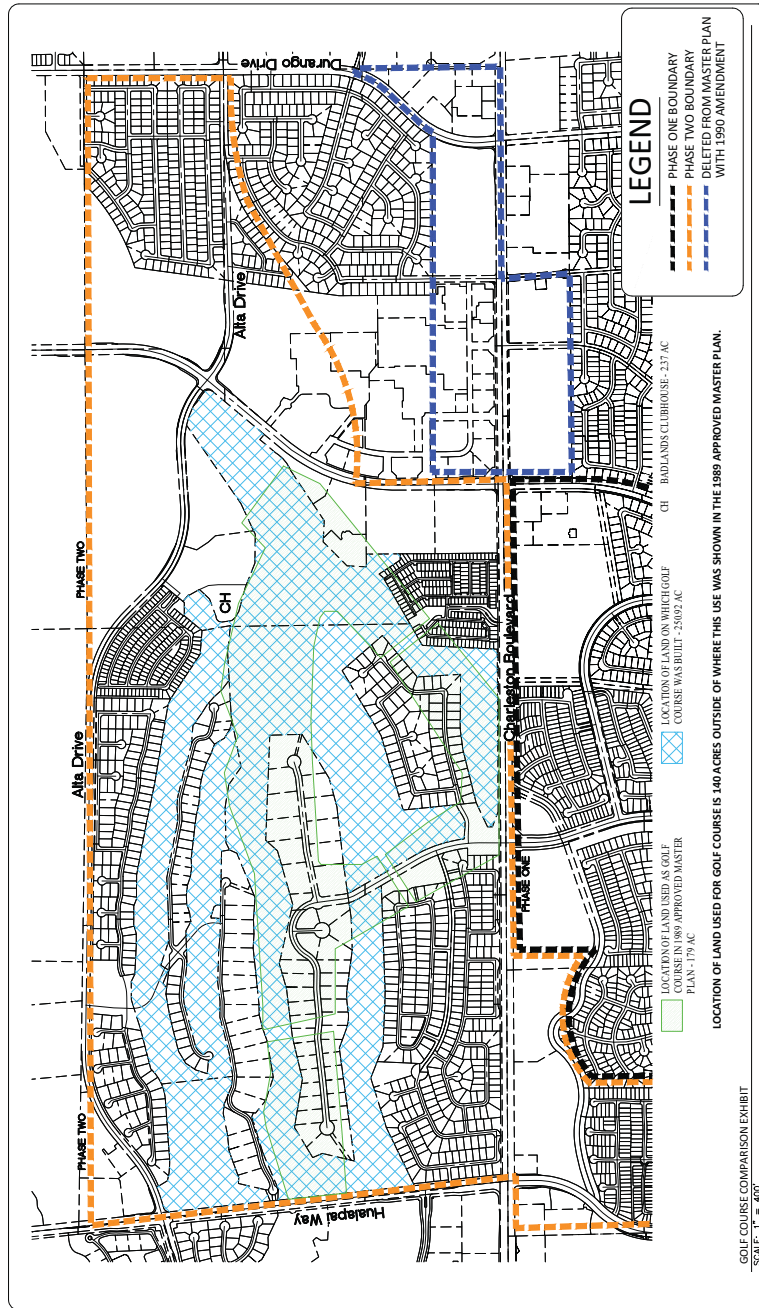 Durango Drive
Alta Drive
PHASE TWO
Alta Drive
PHASE TWO
CH
Charleston Boulevard
PHASE ONE
Hualapai Way
LEGEND
PHASE ONE BOUNDARY
PHASE TWO BOUNDARY
DELETED FROM MASTER PLAN
WITH 1990 AMENDMENT
LOCATION OF LAND USED AS GOLF
COURSE IN 1989 APPROVED MASTER
PLAN - 179 AC
LOCATION OF LAND ON WHICH GOLF
COURSE WAS BUILT - 250.92 AC
CH BADLANDS CLUBHOUSE - 2.37 AC
LOCATION OF LAND USED FOR GOLF COURSE IS 140 ACRES OUTSIDE OF WHERE THIS USE WAS SHOWN IN THE 1989 APPROVED MASTER PLAN.
GOLF COURSE COMPARISON EXHIBIT
SCALE: 1" = 400'